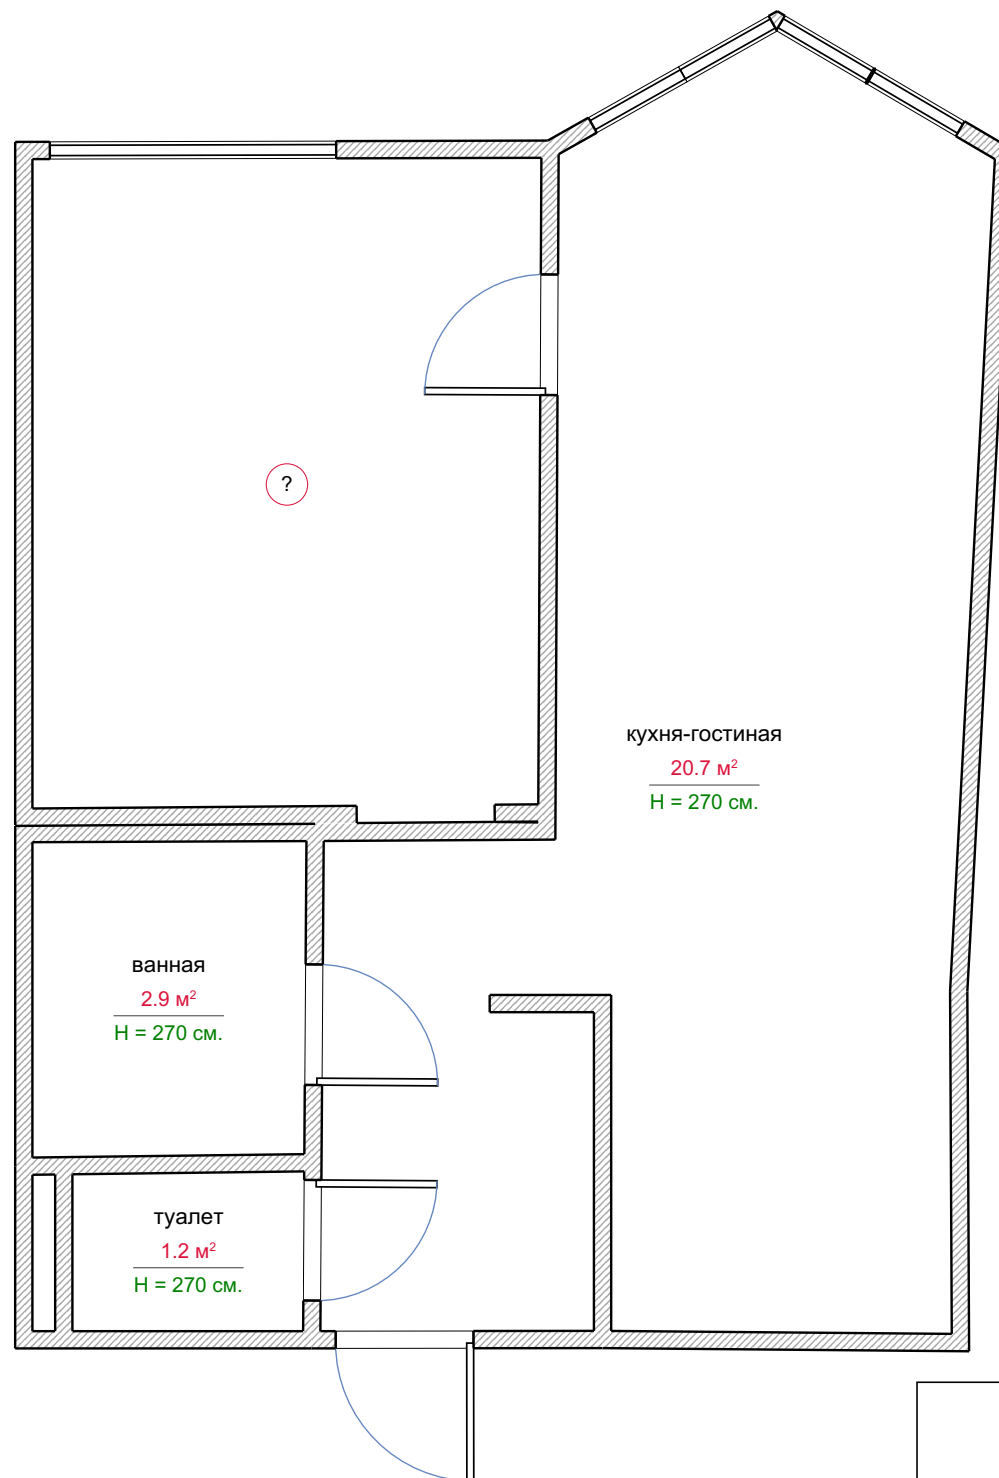 ?
кухня-гостиная
20.7 м²
H = 270 см.
ванная
2.9 м²
H = 270 см.
туалет
1.2 м²
H = 270 см.